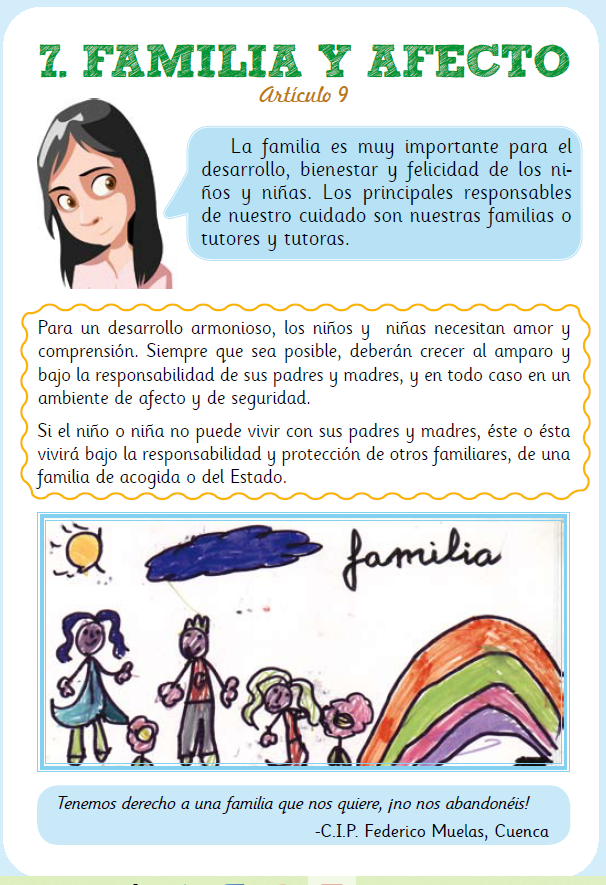 7. FAMILIA Y AFECTO
Artículo 9
La familia es muy importante para el
desarrollo, bienestar y felicidad de los ni-
ños y niñas. Los principales responsables
de nuestro cuidado son nuestras familias o
tutores y tutoras.
Para un desarrollo armonioso, los niños y niñas necesitan amor y
comprensión. Siempre que sea posible, deberán crecer al amparo y
bajo la responsabilidad de sus padres y madres, y en todo caso en un
ambiente de afecto y de seguridad.
Si el niño o niña no puede vivir con sus padres y madres, éste o ésta
vivirá bajo la responsabilidad y protección de otros familiares, de una
familia de acogida o del Estado.
familia
Tenemos derecho a una familia que nos quiere, ¡no nos abandonéis!
-C.I.P. Federico Muelas, Cuenca